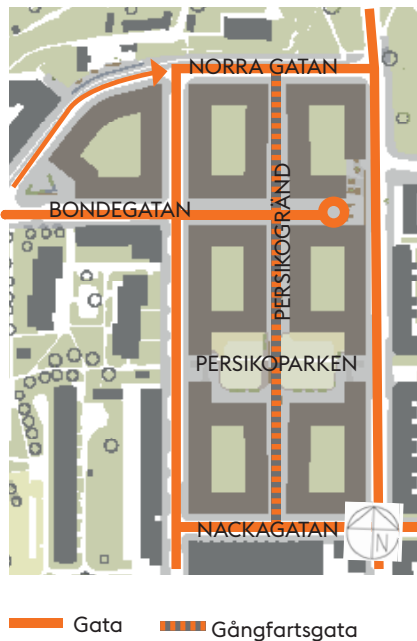 NORRA GATAN
BONDEGATAN
PERSIKOGRÄND
PERSIKOPARKEN
NACKAGATAN
N
Gata
Gångfartsgata